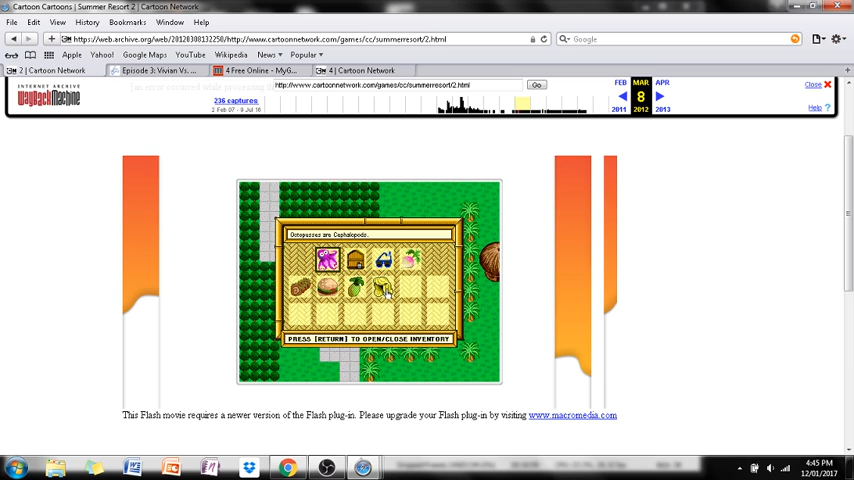 Cartoon Cartoons | Summer Resort 2 | Cartoon Network
File Edit View History Bookmarks Window Help
https://web.archive.org/web/20120308132250/http://www.cartoonnetwork.com/games/cc/summerresort/2.html
Google
Apple Yahoo! Google Maps YouTube Wikipedia News Popular
2 | Cartoon Network
Episode 3: Vivian Vs. ...
4 Free Online - MyG...
4 | Cartoon Network
INTERNET ARCHIVE
WayBackMachine
http://www.cartoonnetwork.com/games/cc/summerresort/2.html
Go
FEB MAR APR
Close
236 captures
8
2 Feb 07 - 9 Jul 16
2011 2012 2013
Help
Octopusses are Cephalopods.
PRESS [RETURN] TO OPEN/CLOSE INVENTORY
This Flash movie requires a newer version of the Flash plug-in. Please upgrade your Flash plug-in by visiting www.macromedia.com
4:45 PM
12/01/2017